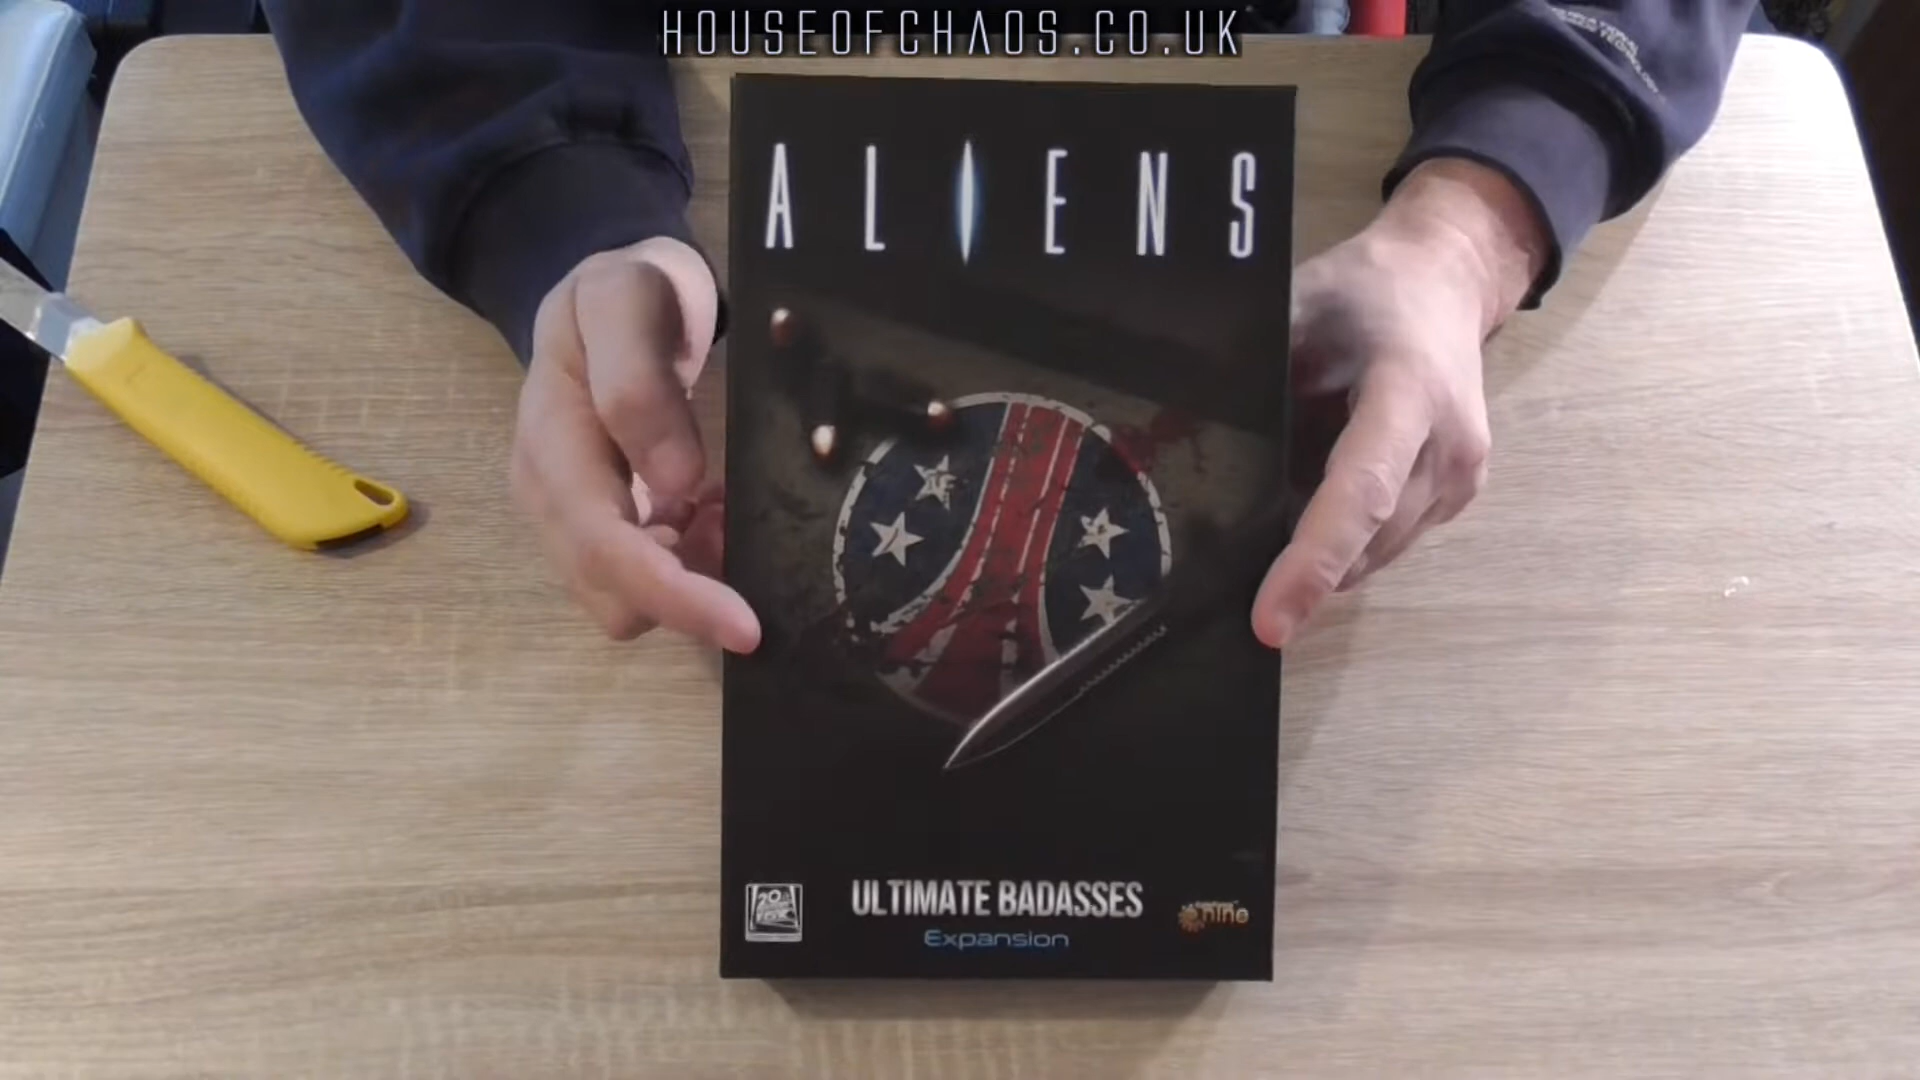 HOUSEOFCHAOS.CO.UK
ALIENS
ULTIMATE BADASSES
Expansion
20
FOX
nine